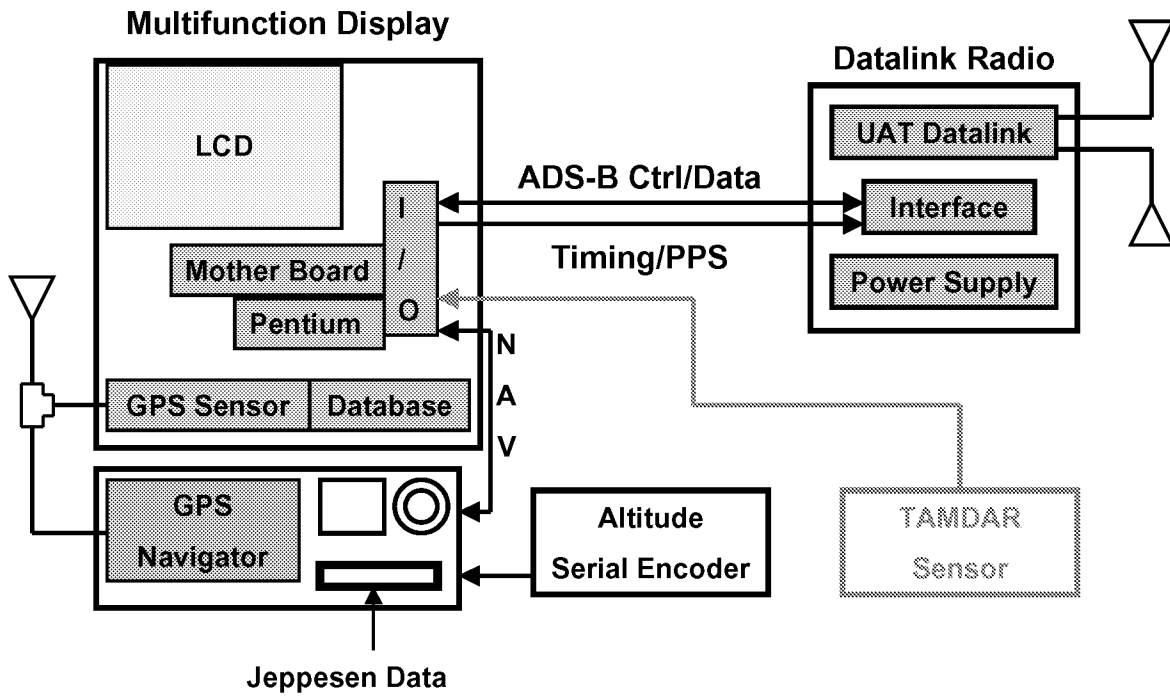 Multifunction Display
Datalink Radio
LCD
UAT Datalink
ADS-B Ctrl/Data
I
/
O
Interface
Timing/PPS
Mother Board
Power Supply
Pentium
N
A
V
GPS Sensor
Database
GPS
Navigator
Altitude
Serial Encoder
TAMDAR
Sensor
Jeppesen Data